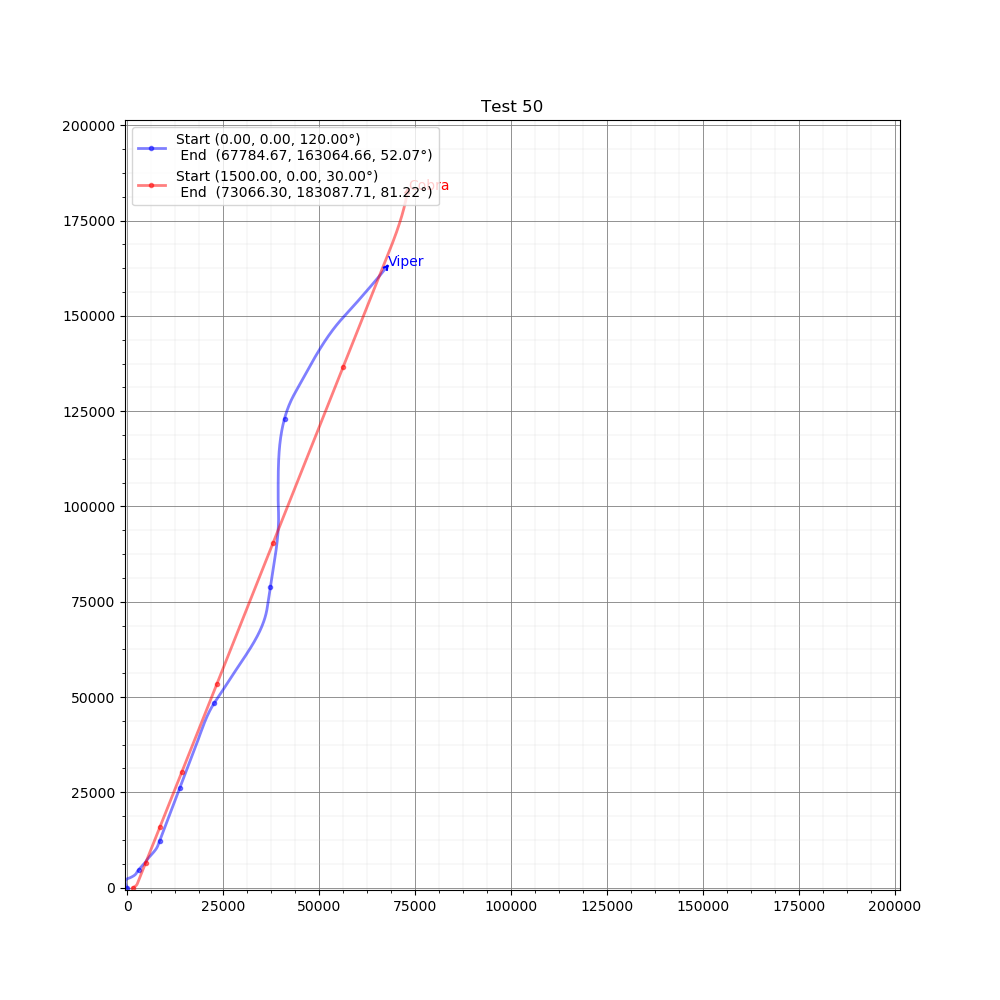 Test 50
200000
175000
150000
125000
100000
75000
50000
25000
0
Start (0.00, 0.00, 120.00°)
End (67784.67, 163064.66, 52.07°)
Start (1500.00, 0.00, 30.00°)
End (73066.30, 183087.71, 81.22°)
Cobra
Viper
0 25000 50000 75000 100000 125000 150000 175000 200000